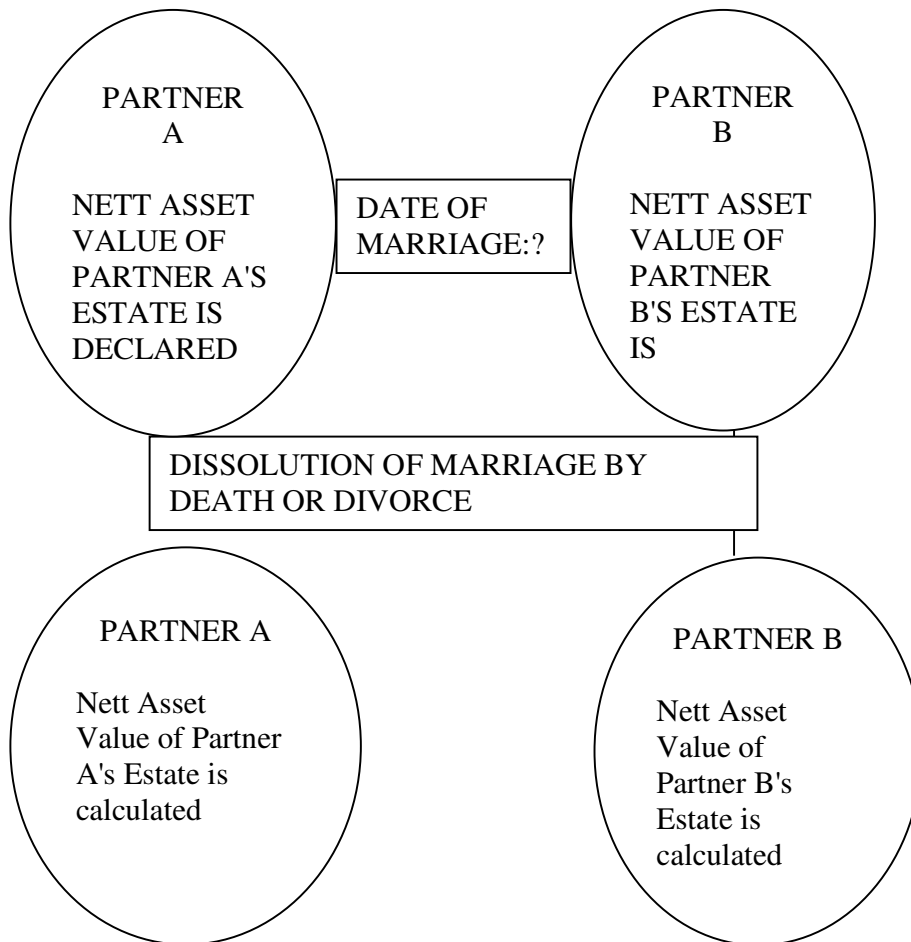 PARTNER
A
NETT ASSET
VALUE OF
PARTNER A'S
ESTATE IS
DECLARED
DATE OF
MARRIAGE:?
PARTNER
B
NETT ASSET
VALUE OF
PARTNER
B'S ESTATE
IS
DISSOLUTION OF MARRIAGE BY
DEATH OR DIVORCE
PARTNER A
Nett Asset
Value of Partner
A's Estate is
calculated
PARTNER B
Nett Asset
Value of
Partner B's
Estate is
calculated